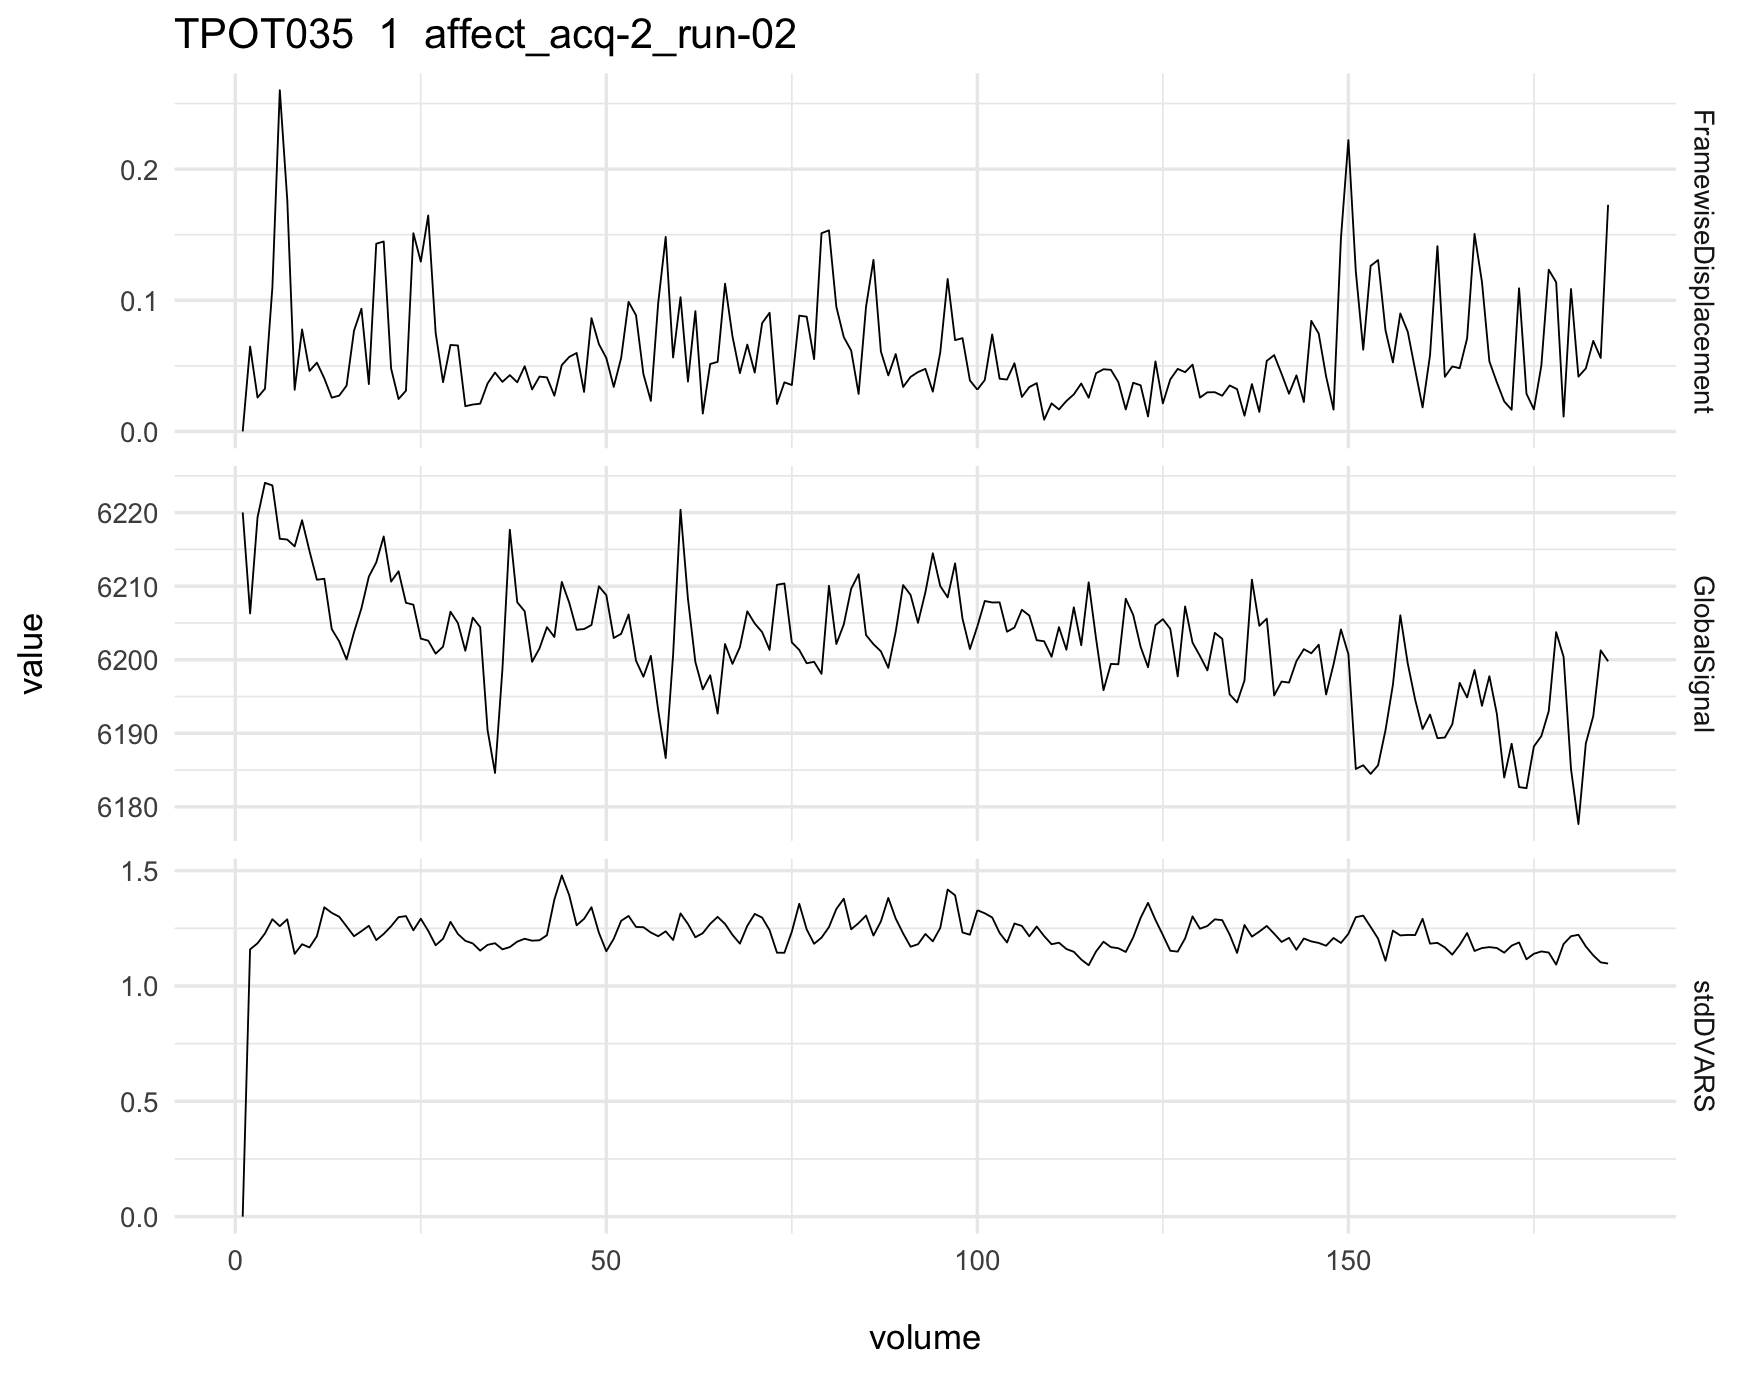 TPOT035  1  affect_acq-2_run-02
0.2
0.1
0.0
FramewiseDisplacement
6220
6210
6200
6190
6180
GlobalSignal
value
1.5
1.0
0.5
0.0
stdDVARS
0 50 100 150
volume